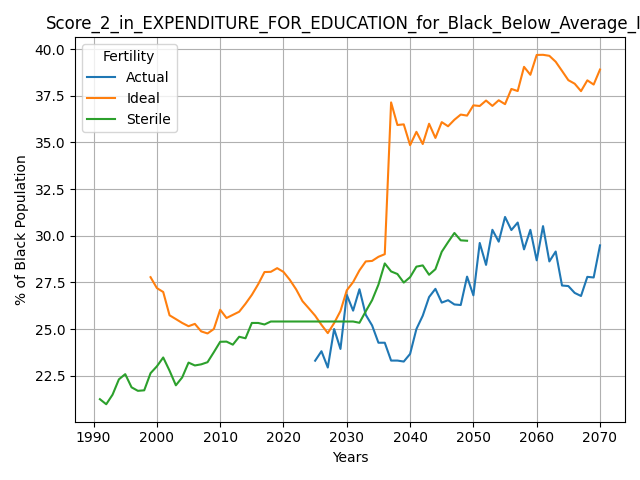 Score_2_in_EXPENDITURE_FOR_EDUCATION_for_Black_Below_Average_I
Fertility
Actual
Ideal
Sterile
% of Black Population
40.0
37.5
35.0
32.5
30.0
27.5
25.0
22.5
1990 2000 2010 2020 2030 2040 2050 2060 2070
Years